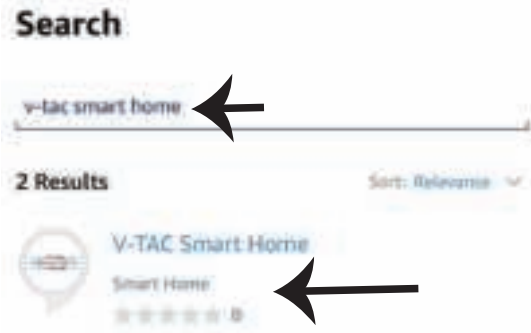 Search
v-tac smart home
2 Results
Sort: Relevance
V-TAC Smart Home
Smart Home
0